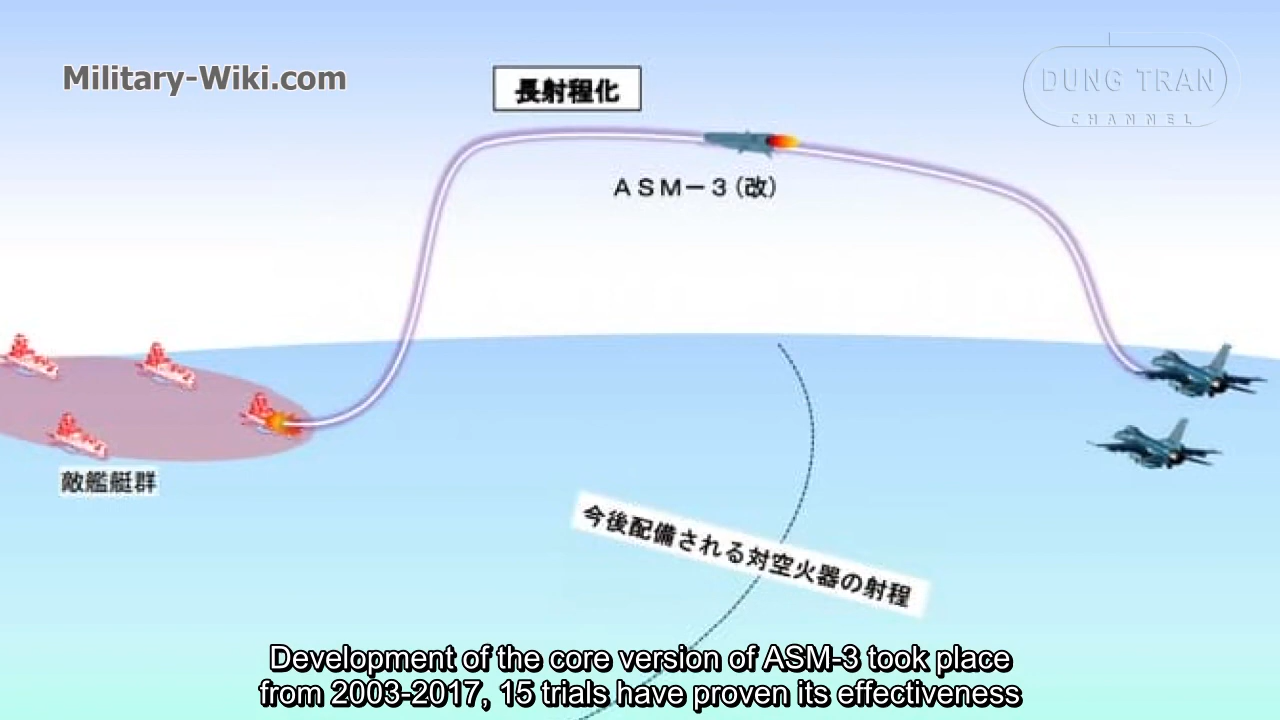 Military-Wiki.com
長射程化
DUNG TRAN
CHANNEL
ASM-3(改)
敵艦艇群
今後配備される対空火器の射程
Development of the core version of ASM-3 took place
from 2003-2017, 15 trials have proven its effectiveness